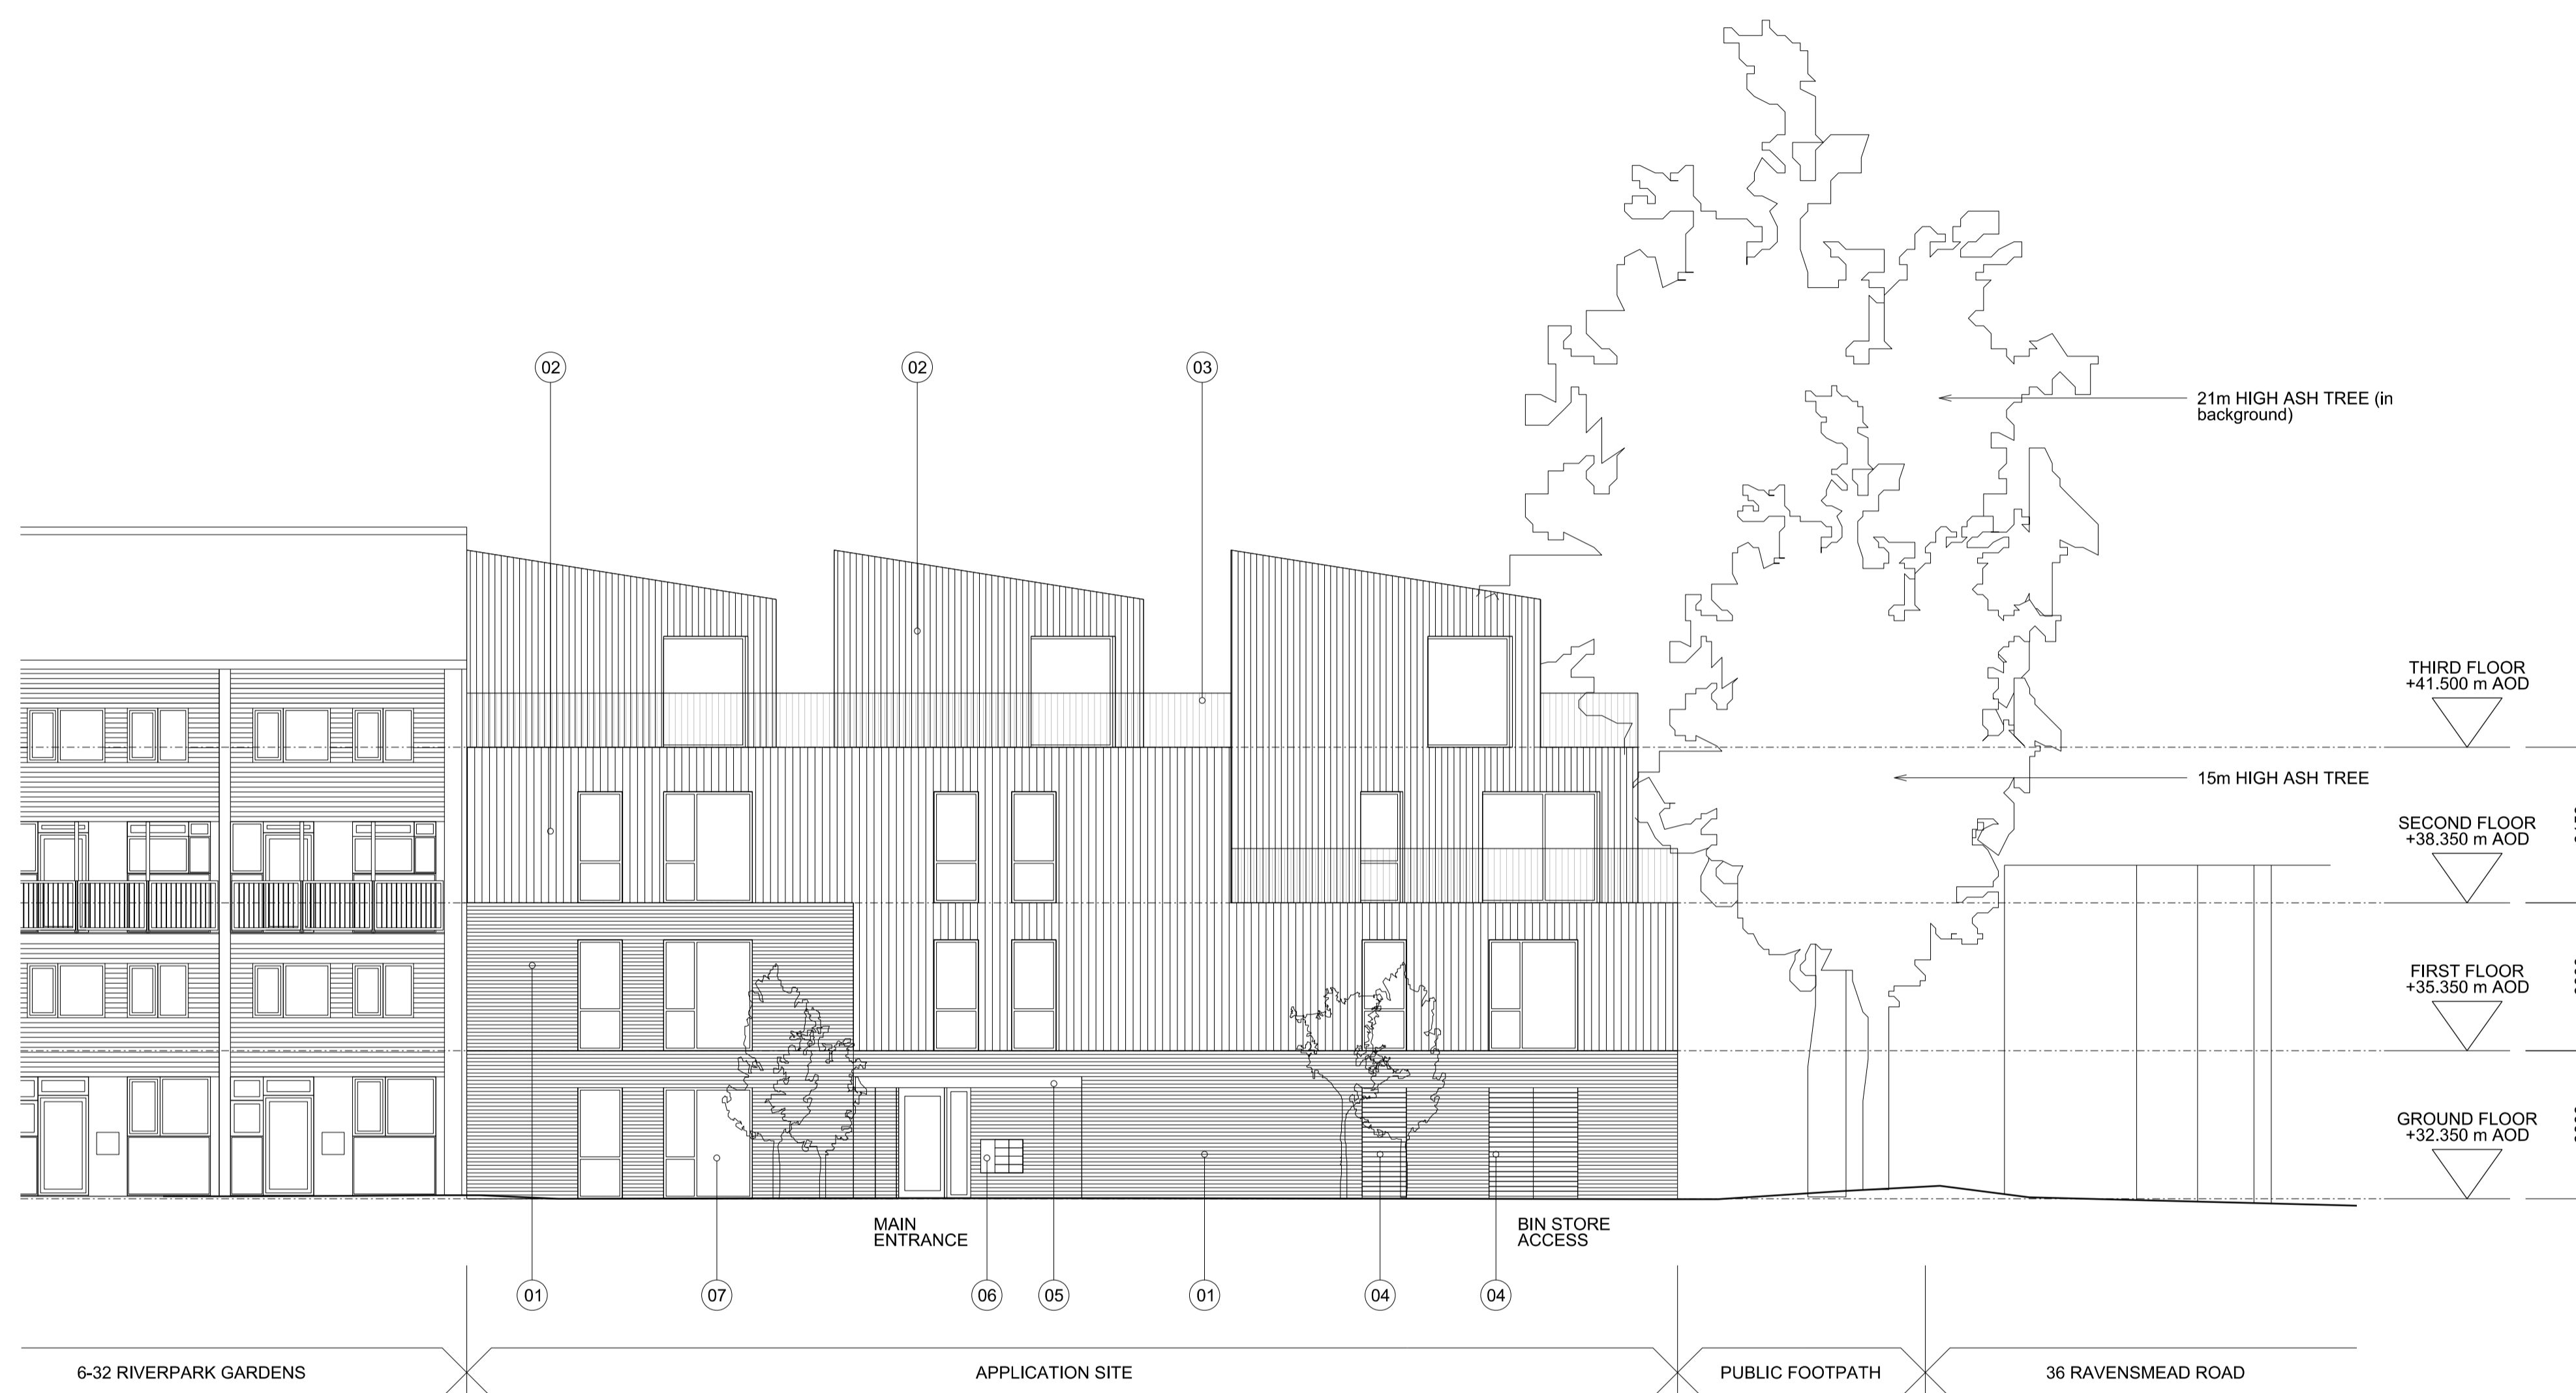 02
02
03
21m HIGH ASH TREE (in
background)
THIRD FLOOR
+41.500 m AOD
15m HIGH ASH TREE
SECOND FLOOR
+38.350 m AOD
FIRST FLOOR
+35.350 m AOD
GROUND FLOOR
+32.350 m AOD
MAIN
ENTRANCE
BIN STORE
ACCESS
01
07
06
05
01
04
04
6-32 RIVERPARK GARDENS
APPLICATION SITE
PUBLIC FOOTPATH
36 RAVENSMEAD ROAD